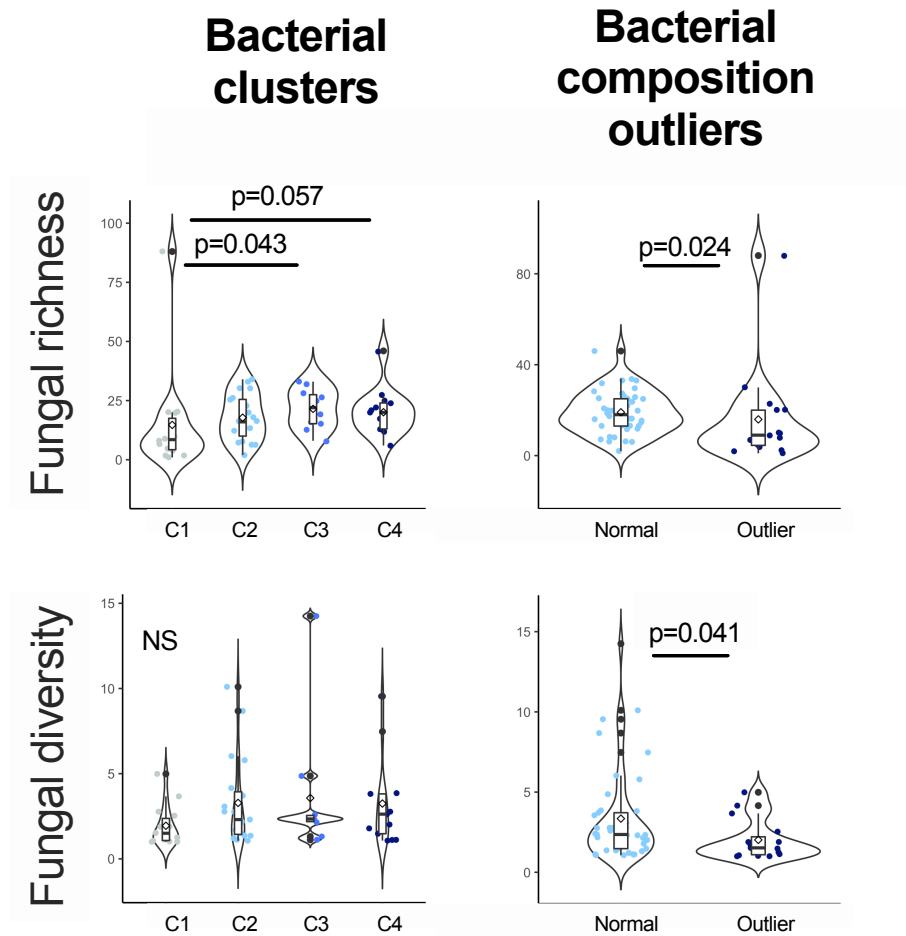 Bacterial
clusters
Bacterial
composition
outliers
Fungal richness
100
75
50
25
0
p=0.057
p=0.043
C1 C2 C3 C4
80
40
0
p=0.024
Normal Outlier
Fungal diversity
15
10
5
0
NS
C1 C2 C3 C4
15
10
5
0
p=0.041
Normal Outlier